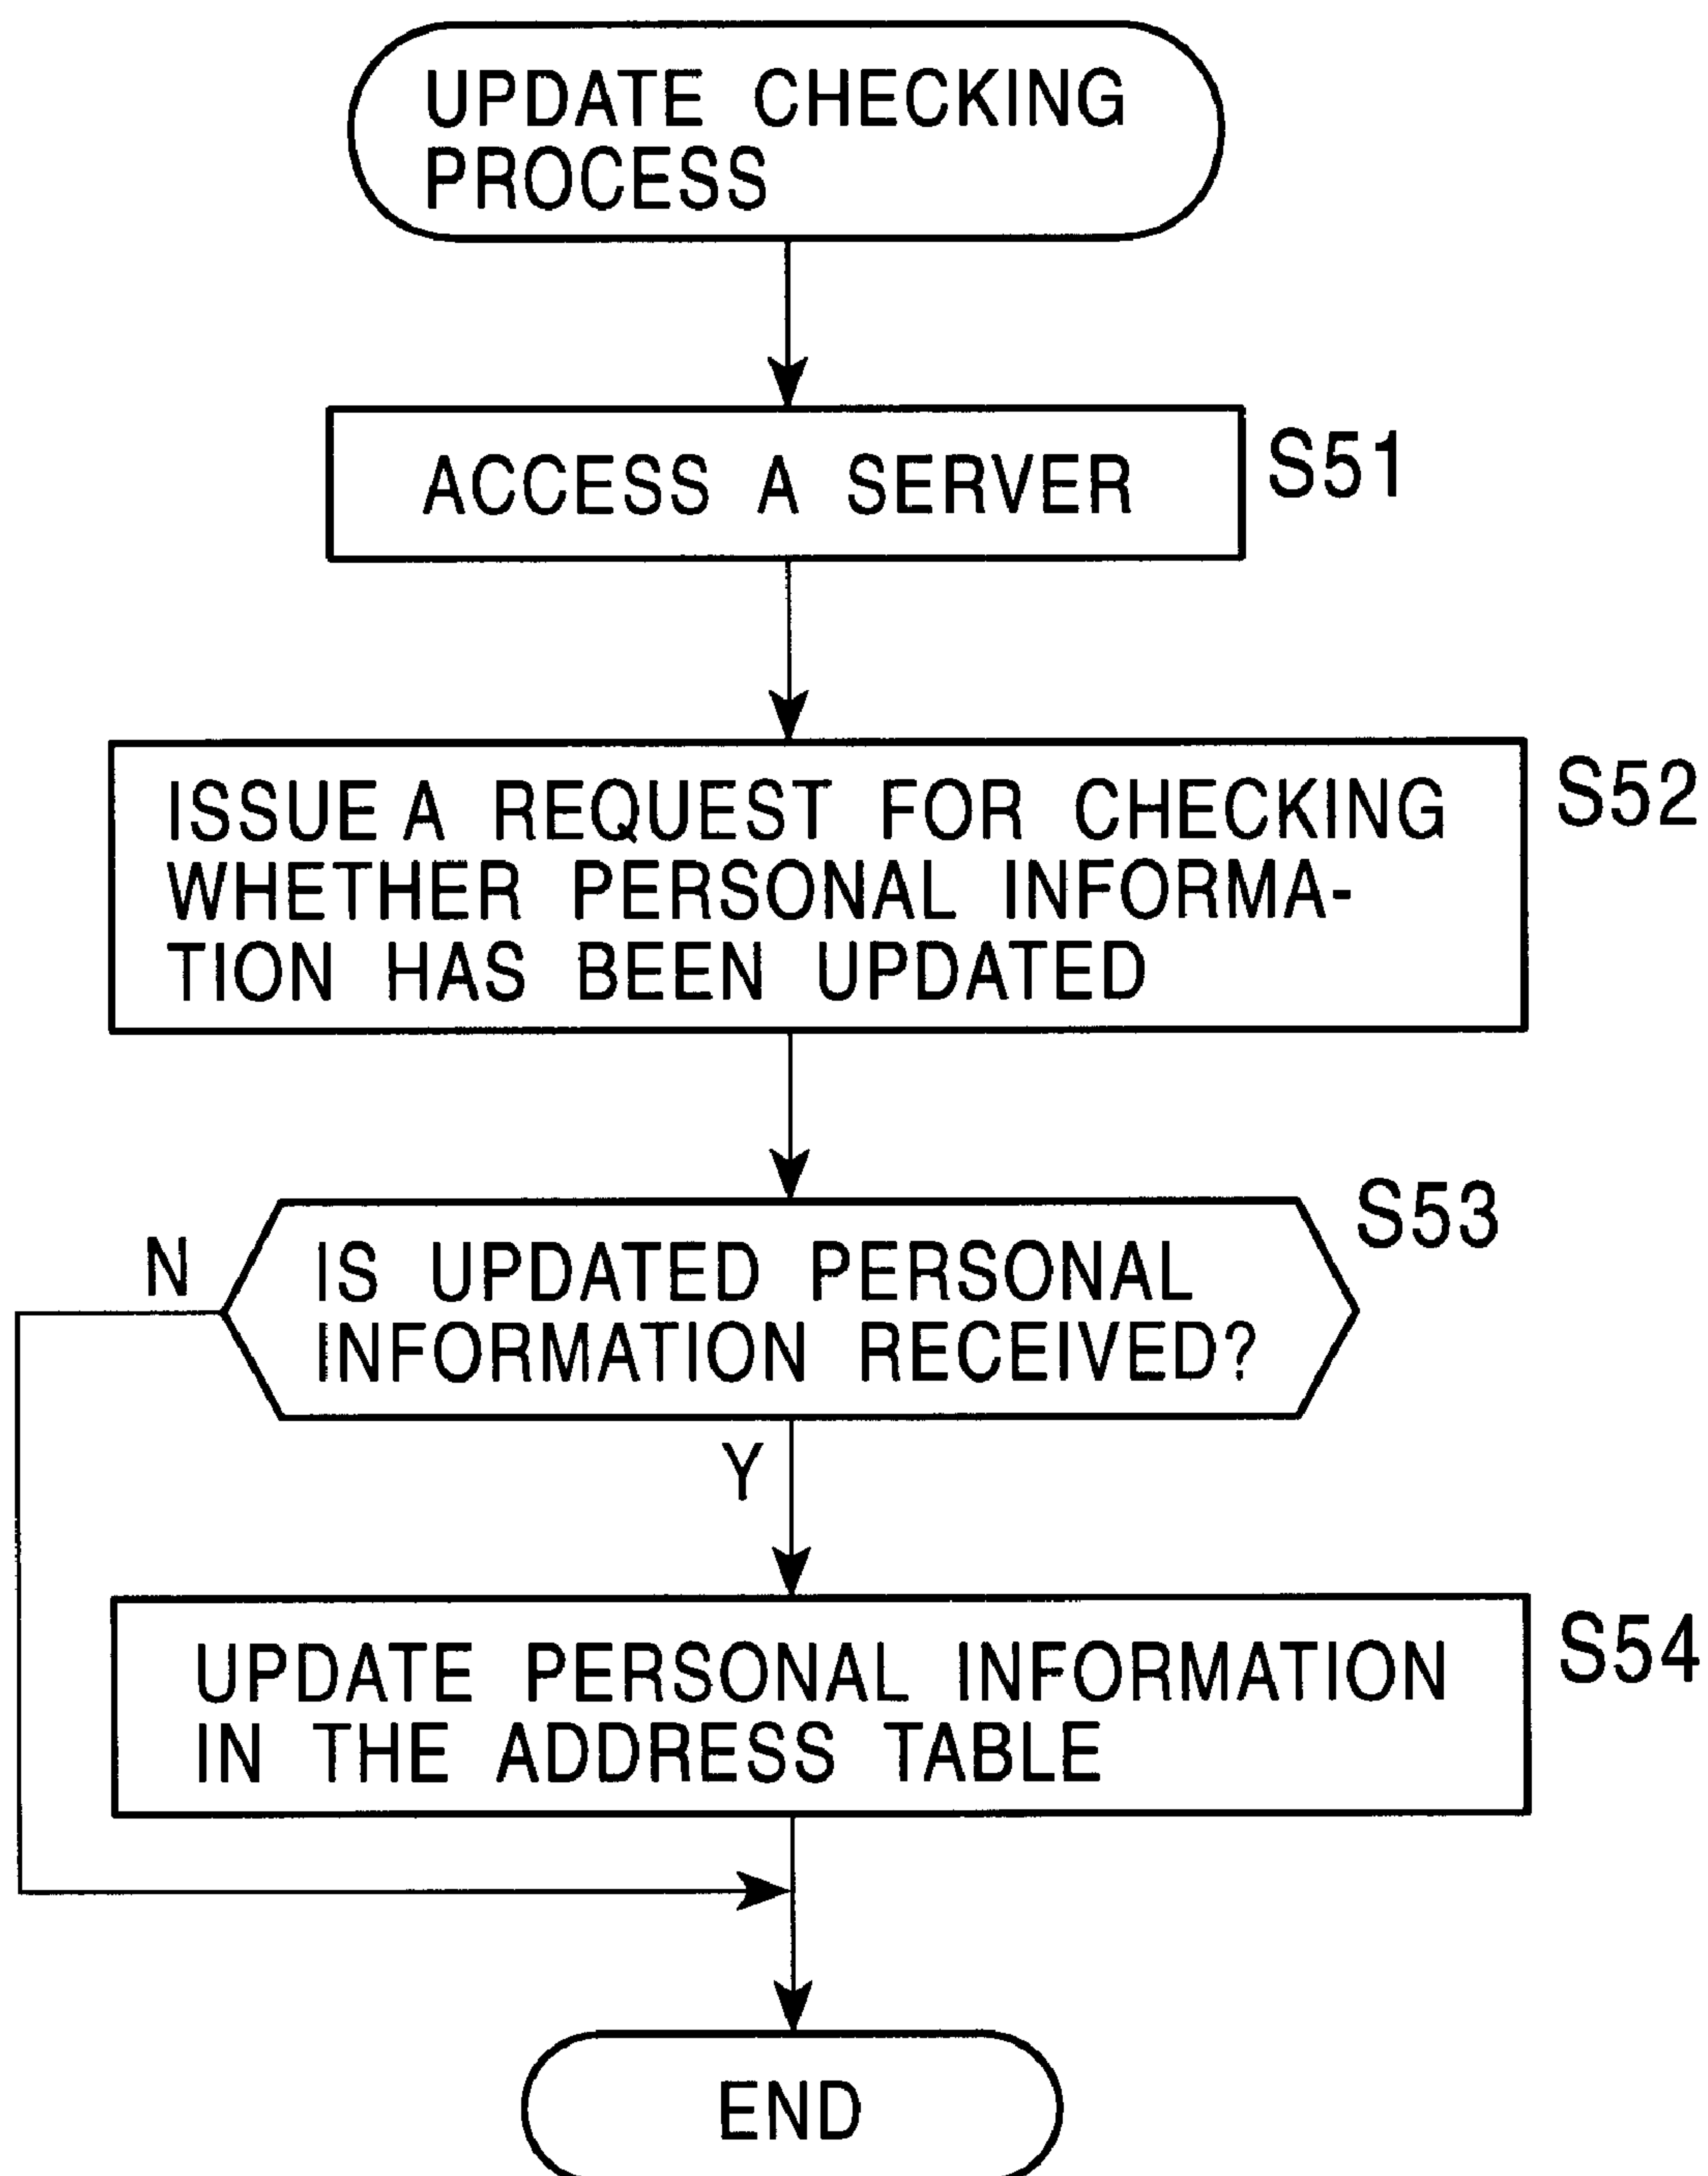 UPDATE CHECKING
PROCESS
ACCESS A SERVER
S51
ISSUE A REQUEST FOR CHECKING
WHETHER PERSONAL INFORMA-
TION HAS BEEN UPDATED
S52
S53
N
IS UPDATED PERSONAL
INFORMATION RECEIVED?
Y
UPDATE PERSONAL INFORMATION
IN THE ADDRESS TABLE
S54
END